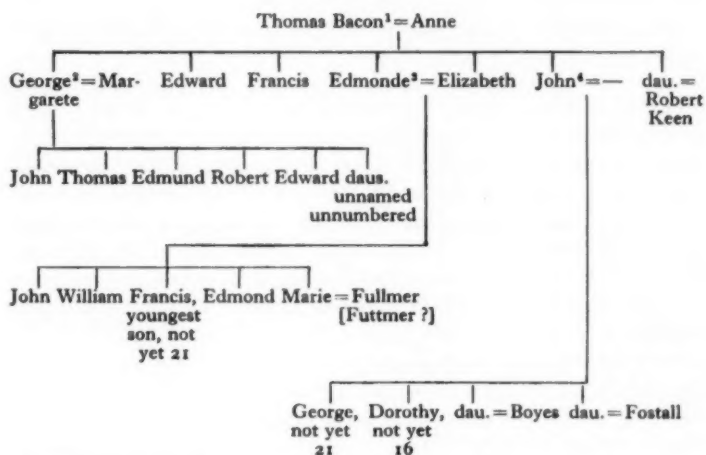 Thomas Bacon¹ = Anne
George² = Mar- Edward Francis Edmonde³ = Elizabeth John⁴ = — dau. =
garete Robert
Keen
John Thomas Edmund Robert Edward daus.
unnamed
unnumbered
John William Francis, Edmond Marie = Fullmer
youngest [Futtmer ?]
son, not
yet 21
George, Dorothy, dau. = Boyes dau. = Fostall
not yet not yet
21 16